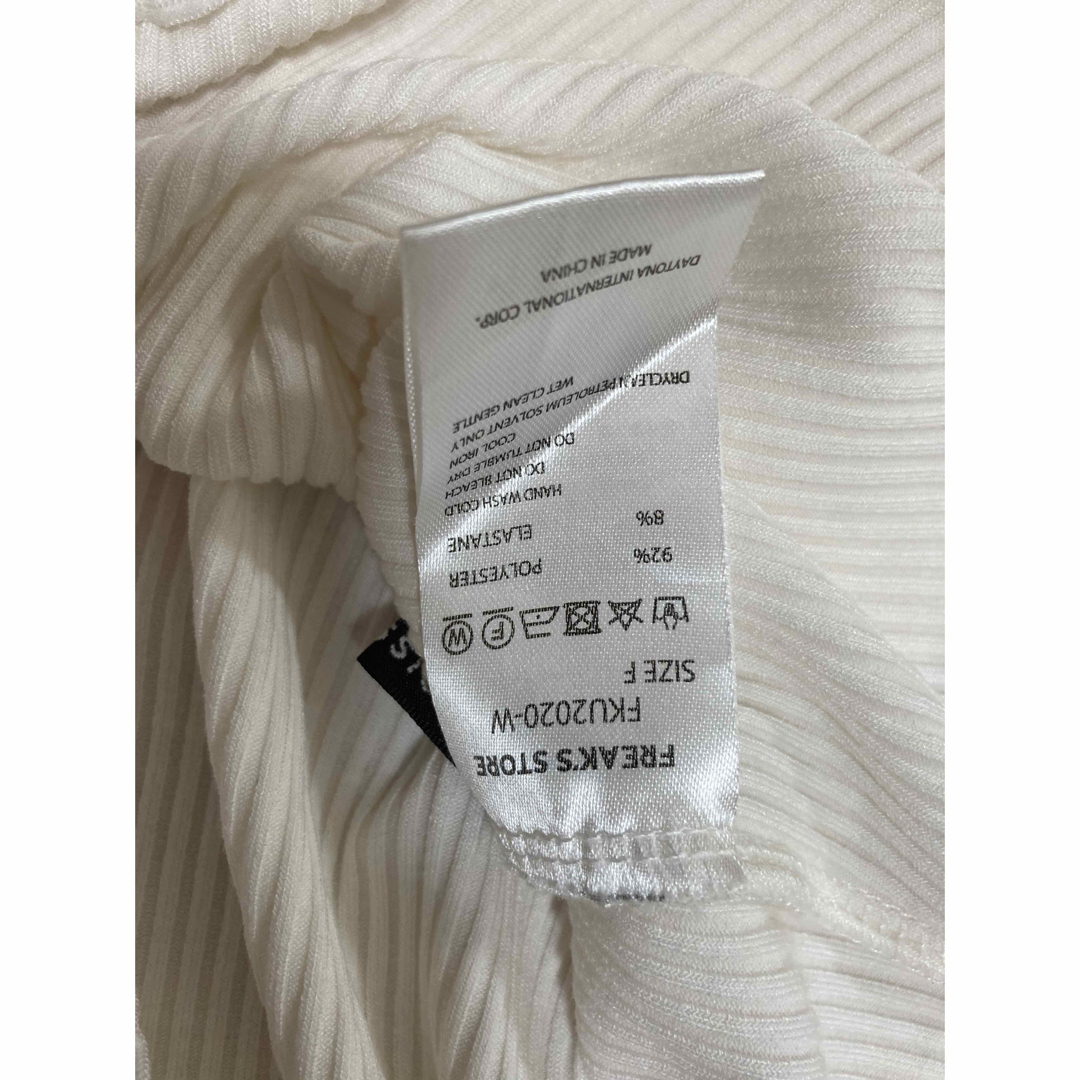 FREAK'S STORE
FKU2020-W
SIZE F
W F
POLYESTER 92%
ELASTANE 8%
HAND WASH COLD
DO NOT BLEACH
DO NOT TUMBLE DRY
COOL IRON
DRYCLEAN PETROLEUM SOLVENT ONLY
WET CLEAN GENTLE
DAYTONA INTERNATIONAL CORP.
MADE IN CHINA